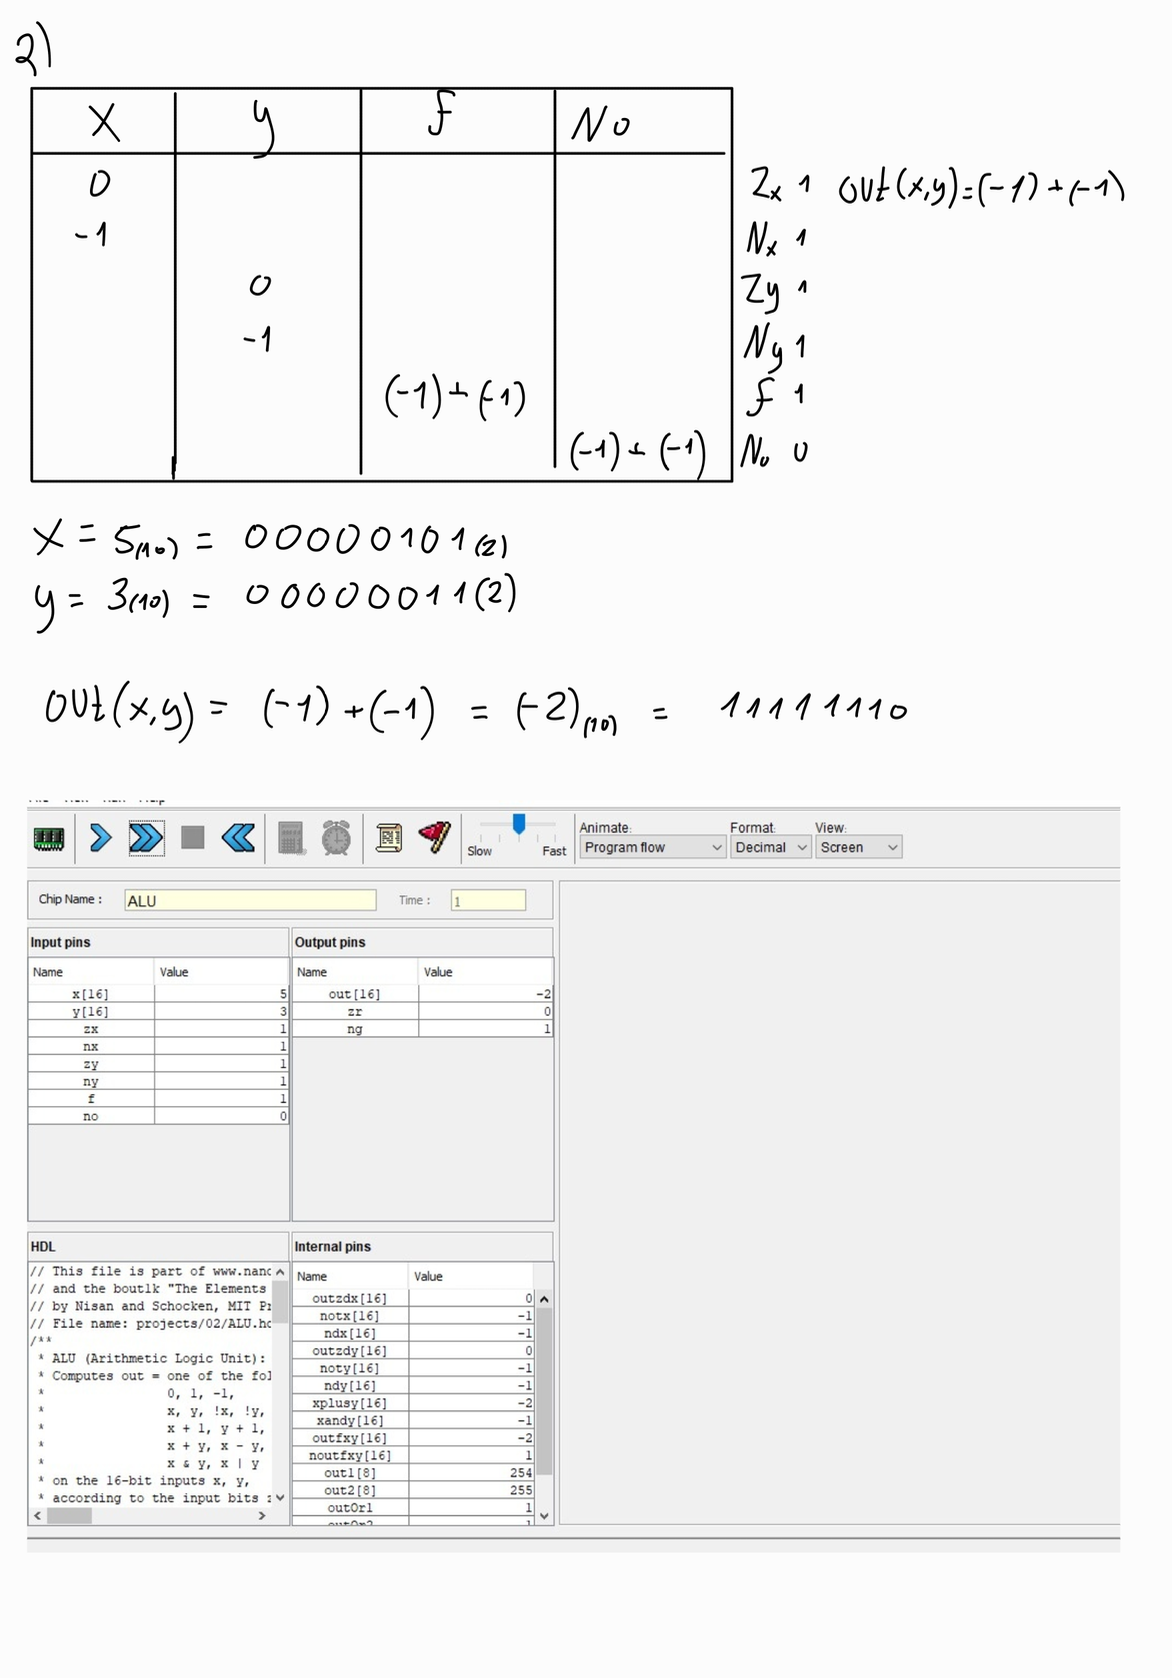 2)
X y f No
0 Zx 1 out(x,y)=(-1)+(-1)
-1 Nx 1
0 Zy 1
-1 Ny 1
(-1)+(-1) f 1
(-1)+(-1) No 0
X = 5(10) = 00000101(2)
y = 3(10) = 00000011(2)
out(x,y) = (-1)+(-1) = (-2)(10) = 11111110
Slow Fast
Animate: Format: View:
Program flow Decimal Screen
Chip Name : ALU Time : 1
Input pins Output pins
Name Value Name Value
x[16] 5 out[16] -2
y[16] 3 zr 0
zx 1 ng 1
nx 1
zy 1
ny 1
f 1
no 0
HDL Internal pins
// This file is part of www.nanc
// and the boutlk "The Elements
// by Nisan and Schocken, MIT Pr
// File name: projects/02/ALU.hd
/**
* ALU (Arithmetic Logic Unit):
* Computes out = one of the fol
* 0, 1, -1,
* x, y, !x, !y,
* x + 1, y + 1,
* x + y, x - y,
* x & y, x | y
* on the 16-bit inputs x, y,
* according to the input bits
Name Value
outzdx[16] 0
notx[16] -1
ndx[16] -1
outzdy[16] 0
noty[16] -1
ndy[16] -1
xplusy[16] -2
xandy[16] -1
outfxy[16] -2
noutfxy[16] 1
out1[8] 254
out2[8] 255
outOr1 1